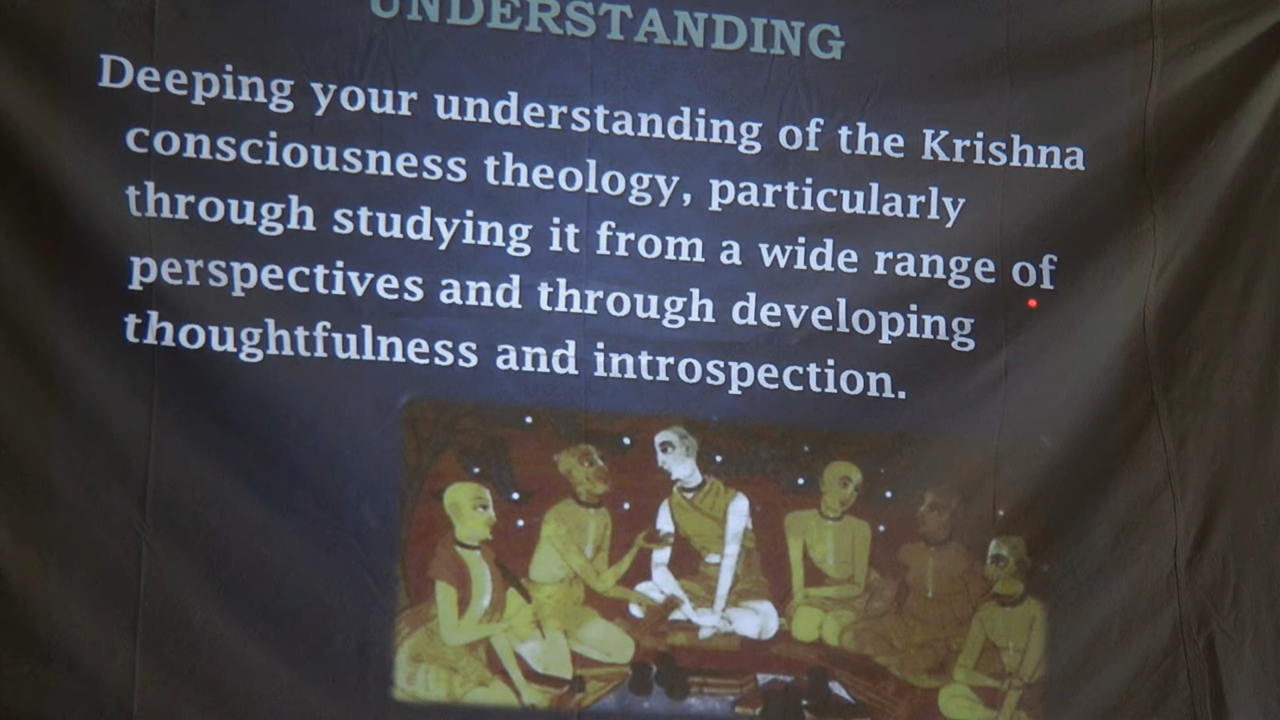 UNDERSTANDING
Deeping your understanding of the Krishna
consciousness theology, particularly
through studying it from a wide range of
perspectives and through developing
thoughtfulness and introspection.